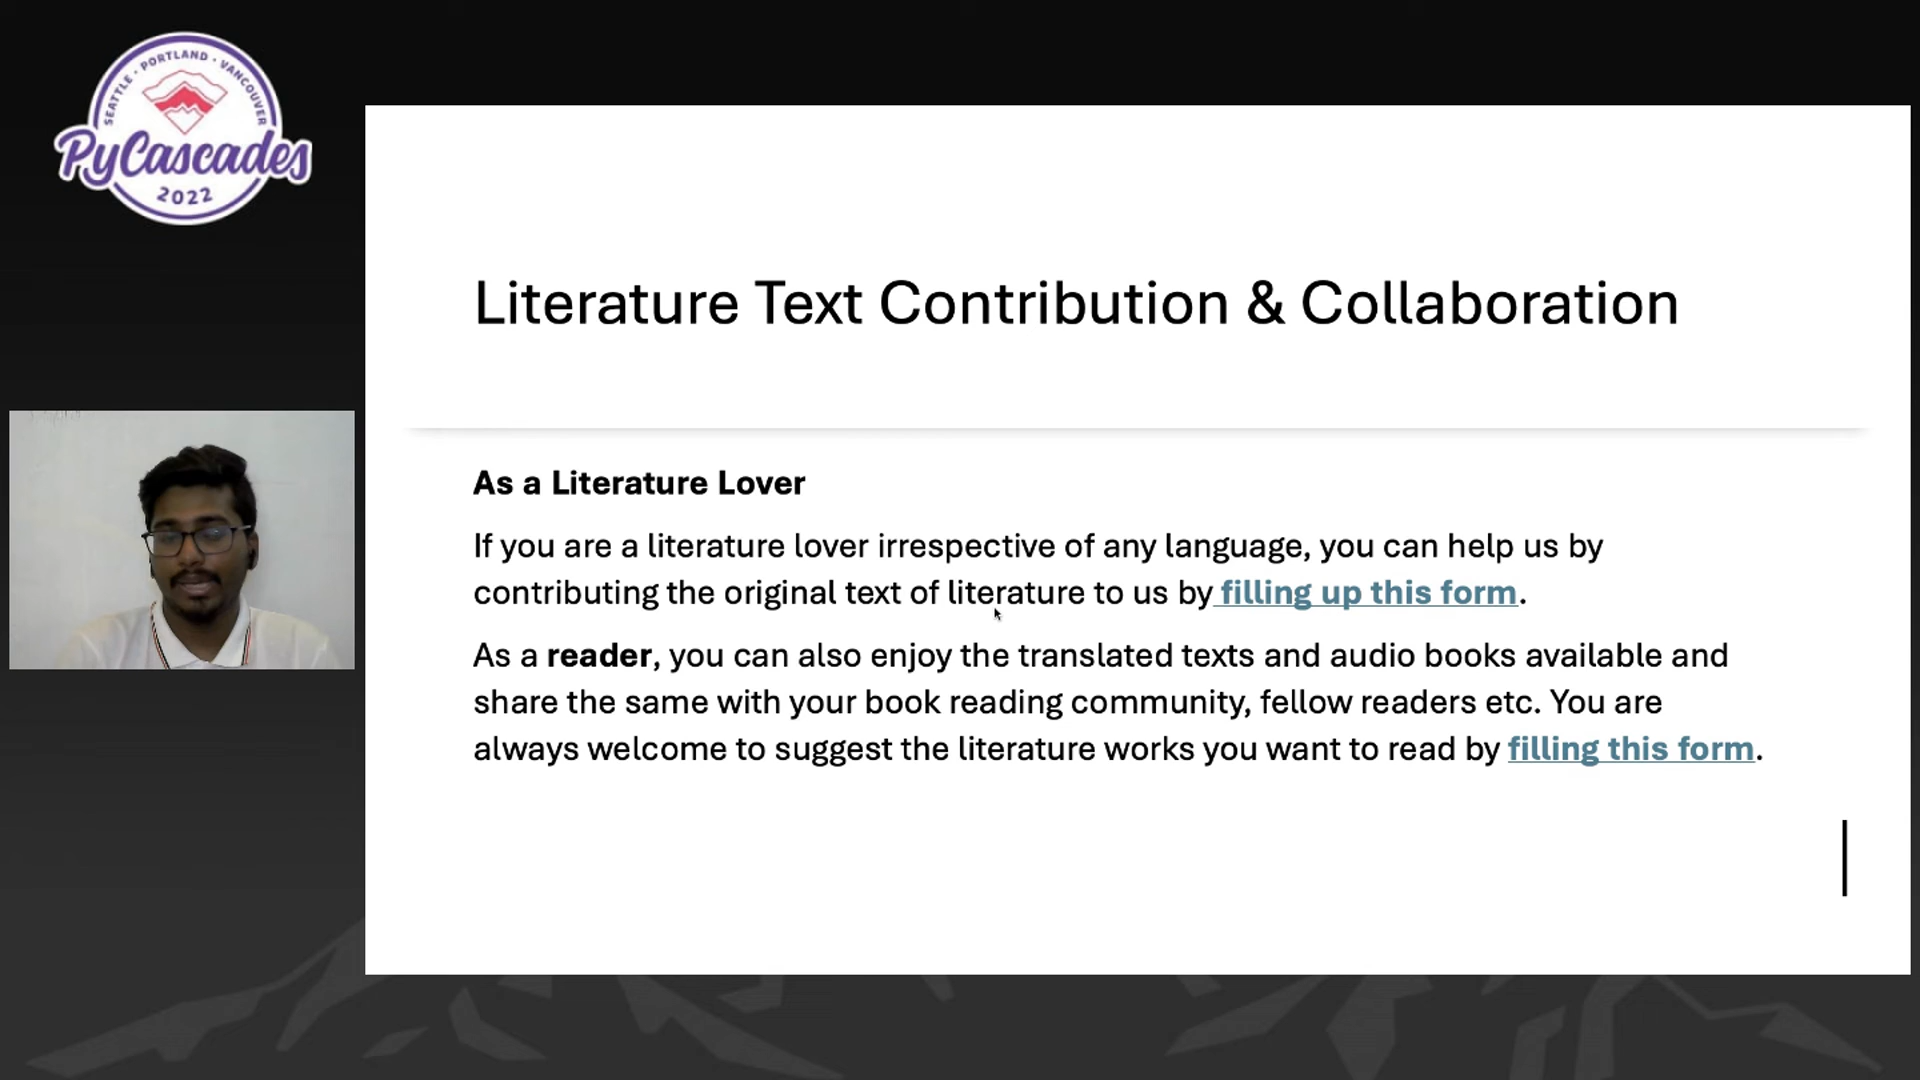 SEATTLE · PORTLAND · VANCOUVER
PyCascades
2022
Literature Text Contribution & Collaboration
As a Literature Lover
If you are a literature lover irrespective of any language, you can help us by
contributing the original text of literature to us by filling up this form.
As a reader, you can also enjoy the translated texts and audio books available and
share the same with your book reading community, fellow readers etc. You are
always welcome to suggest the literature works you want to read by filling this form.